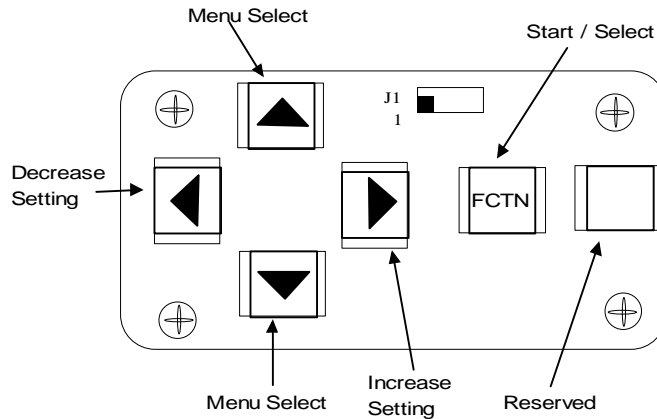 Menu Select
Start / Select
J1
1
Decrease
Setting
FCTN
Menu Select
Increase
Setting
Reserved